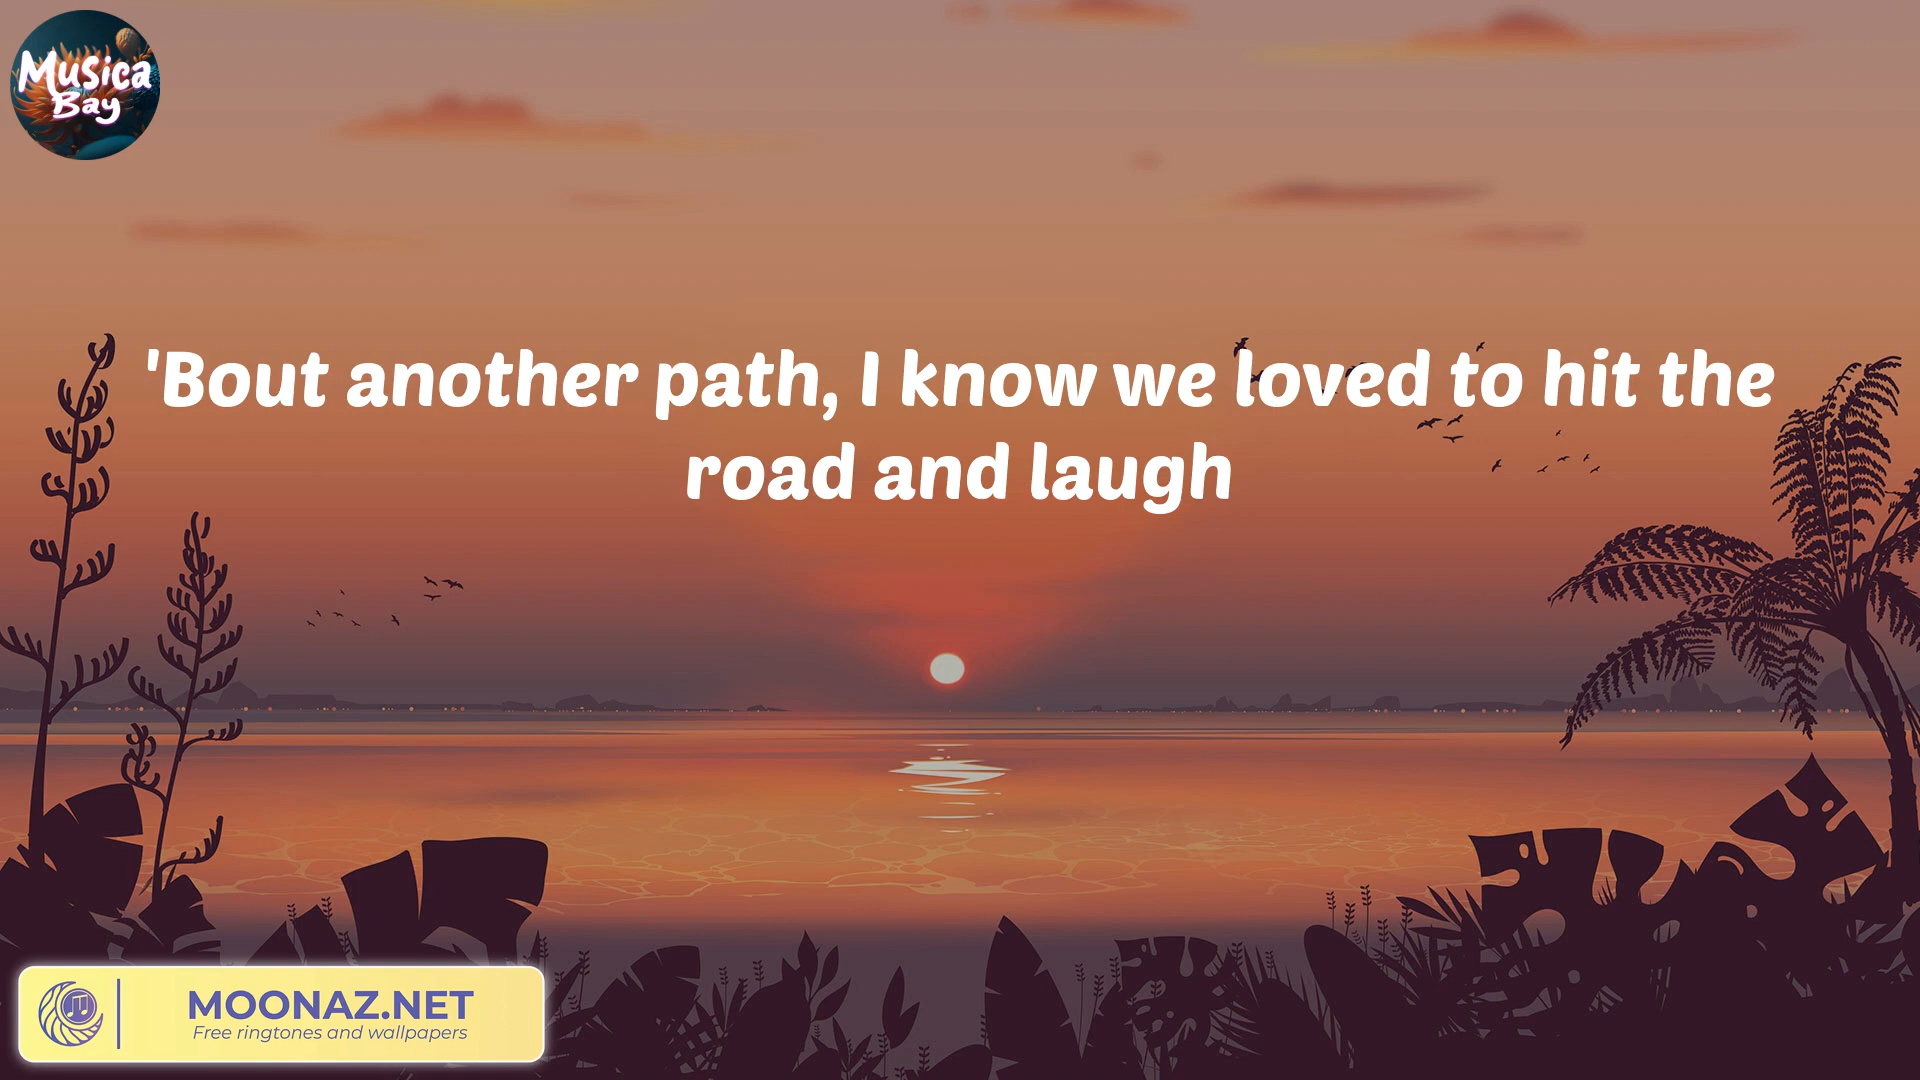 Musica
Bay
'Bout another path, I know we loved to hit the
road and laugh
MOONAZ.NET
Free ringtones and wallpapers